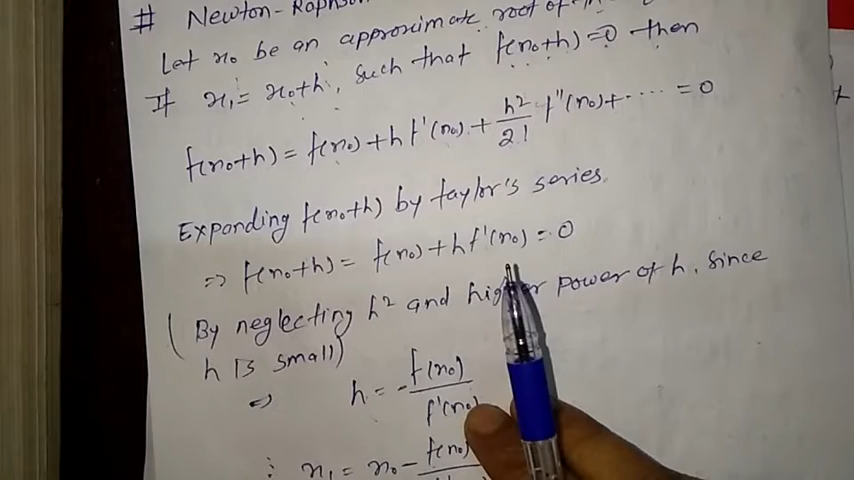 # Newton-Raphson
Let x₀ be an approximate root of
If x₁ = x₀+h, such that f(x₀+h) = 0 then
f(x₀+h) = f(x₀) + h f'(x₀) + h²/2! f''(x₀) + ...... = 0
Expanding f(x₀+h) by taylor's series
⇒ f(x₀+h) = f(x₀) + h f'(x₀) = 0
(By neglecting h² and higher power of h, since
h is small)
⇒ h = - f(x₀)/f'(x₀)
∴ x₁ = x₀ - f(x₀)